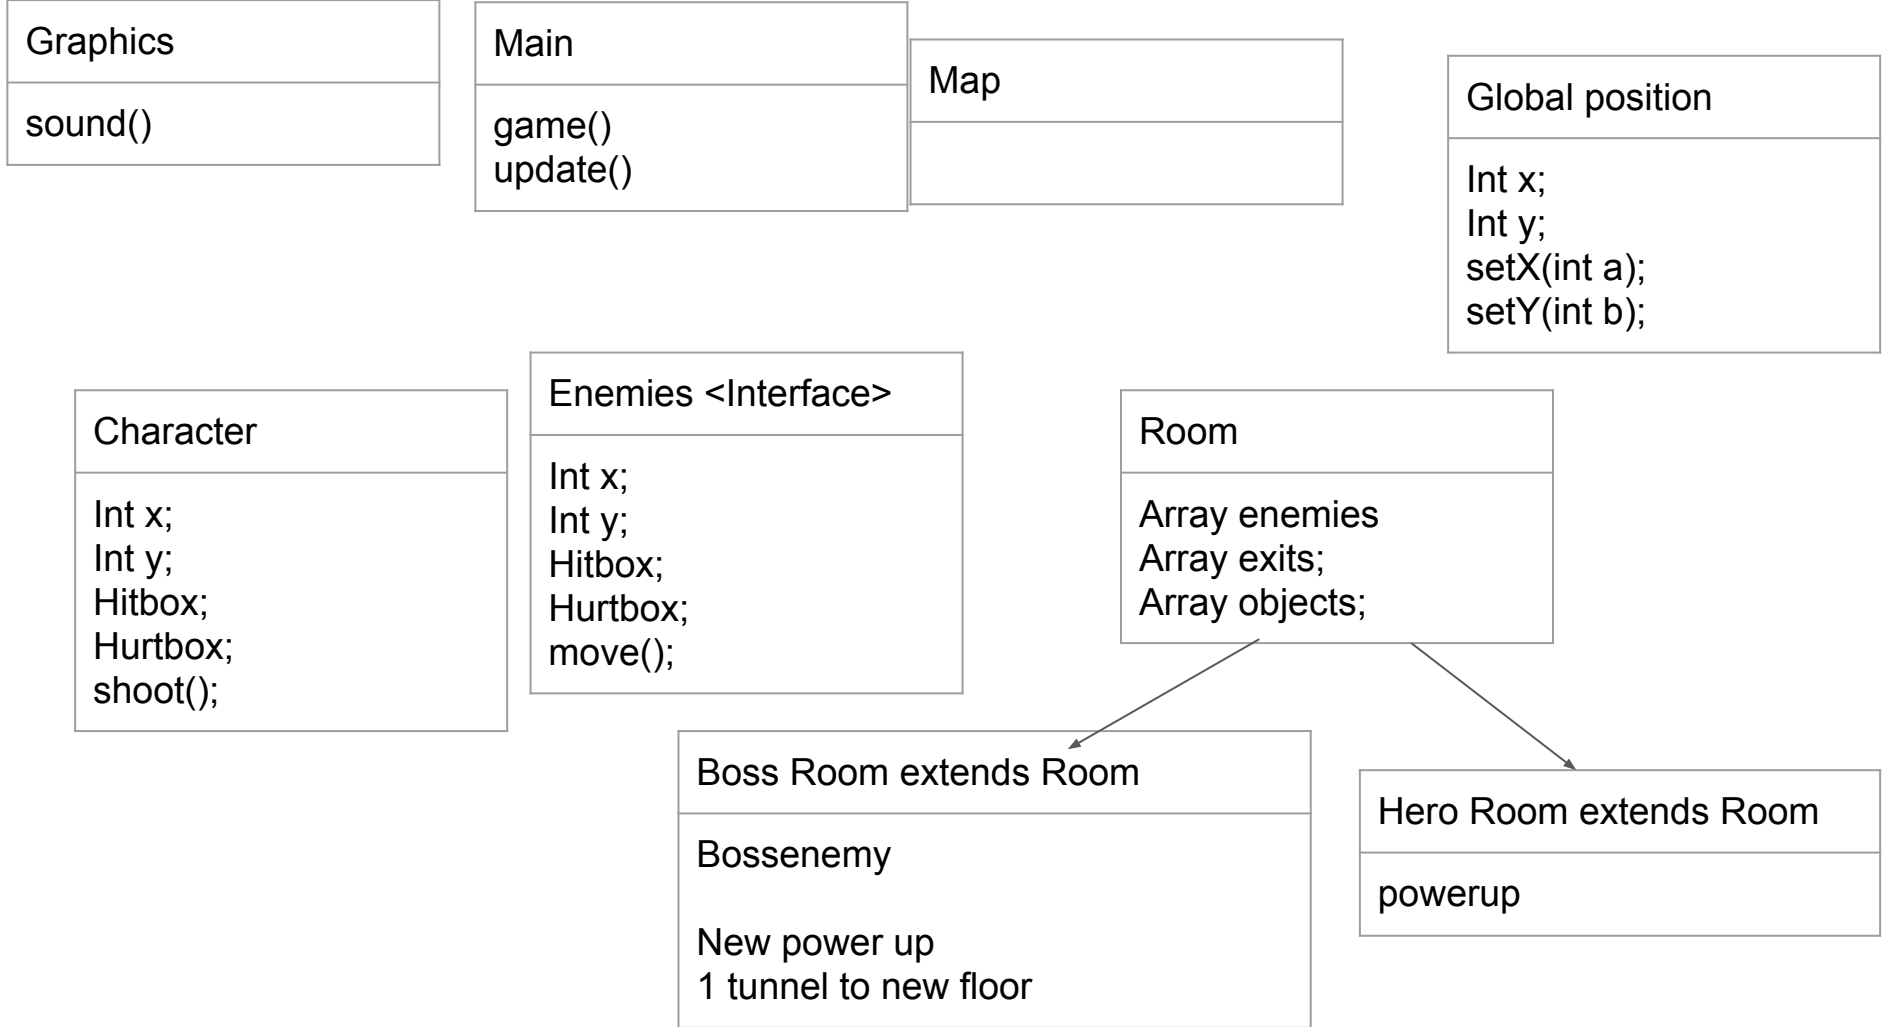 Graphics
sound()
Main
game()
update()
Map
Global position
Int x;
Int y;
setX(int a);
setY(int b);
Character
Int x;
Int y;
Hitbox;
Hurtbox;
shoot();
Enemies <Interface>
Int x;
Int y;
Hitbox;
Hurtbox;
move();
Room
Array enemies
Array exits;
Array objects;
Boss Room extends Room
Bossenemy
New power up
1 tunnel to new floor
Hero Room extends Room
powerup